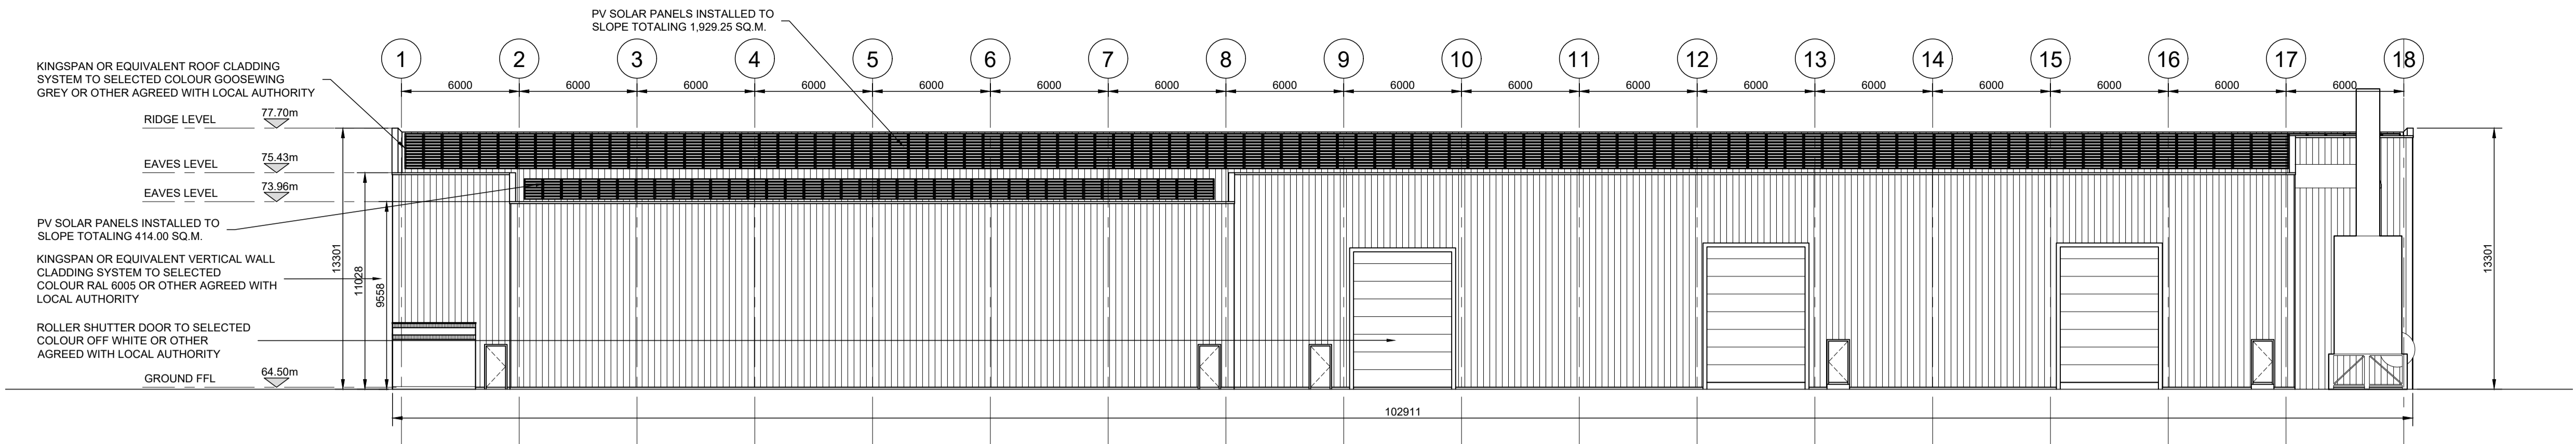 PV SOLAR PANELS INSTALLED TO
SLOPE TOTALING 1,929.25 SQ.M.
1 2 3 4 5 6 7 8 9 10 11 12 13 14 15 16 17 18
6000 6000 6000 6000 6000 6000 6000 6000 6000 6000 6000 6000 6000 6000 6000 6000 6000
KINGSPAN OR EQUIVALENT ROOF CLADDING
SYSTEM TO SELECTED COLOUR GOOSEWING
GREY OR OTHER AGREED WITH LOCAL AUTHORITY
RIDGE LEVEL 77.70m
EAVES LEVEL 75.43m
EAVES LEVEL 73.96m
PV SOLAR PANELS INSTALLED TO
SLOPE TOTALING 414.00 SQ.M.
KINGSPAN OR EQUIVALENT VERTICAL WALL
CLADDING SYSTEM TO SELECTED
COLOUR RAL 6005 OR OTHER AGREED WITH
LOCAL AUTHORITY
ROLLER SHUTTER DOOR TO SELECTED
COLOUR OFF WHITE OR OTHER
AGREED WITH LOCAL AUTHORITY
GROUND FFL 64.50m
13301
11028
9558
13301
102911